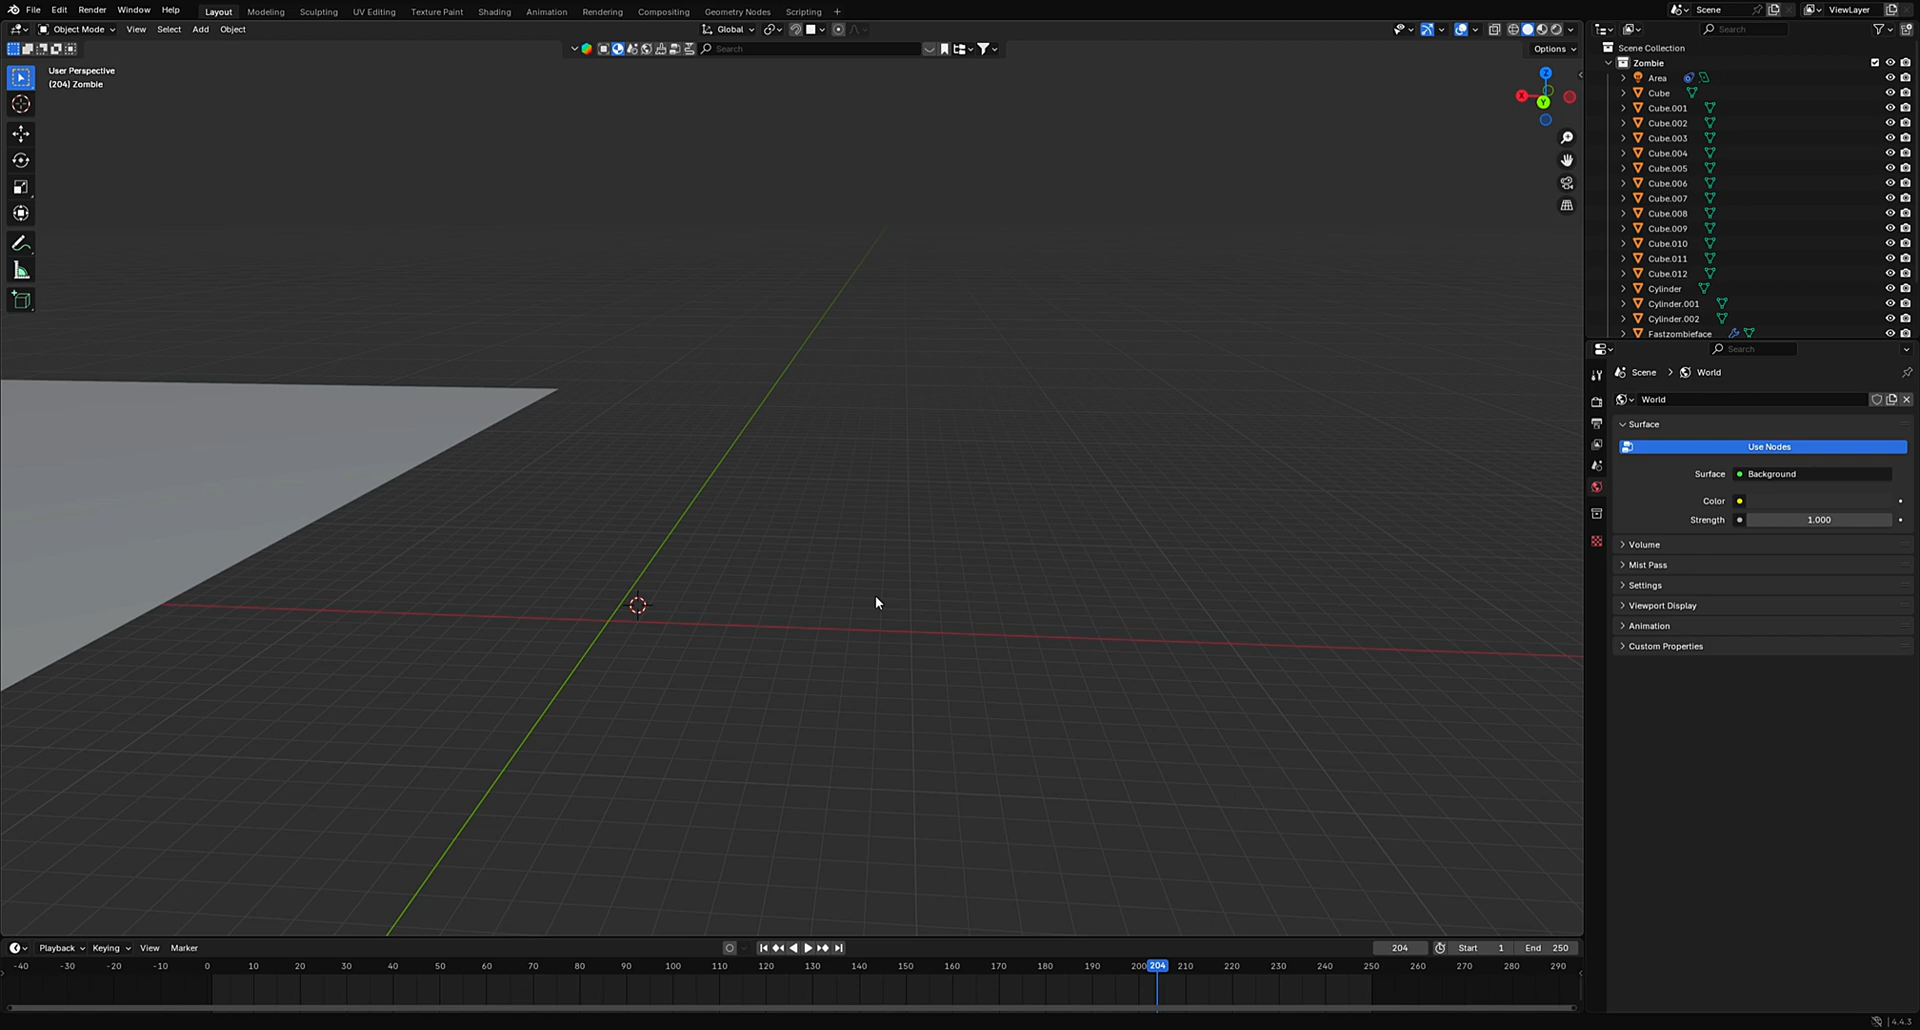 File Edit Render Window Help Layout Modeling Sculpting UV Editing Texture Paint Shading Animation Rendering Compositing Geometry Nodes Scripting + Scene ViewLayer
Object Mode View Select Add Object Global Search
Search Options
User Perspective
(204) Zombie
Z
X
Y
Scene Collection
Zombie
Area
Cube
Cube.001
Cube.002
Cube.003
Cube.004
Cube.005
Cube.006
Cube.007
Cube.008
Cube.009
Cube.010
Cube.011
Cube.012
Cylinder
Cylinder.001
Cylinder.002
Fastzombieface
Search
Scene > World
World
Surface
Use Nodes
Surface Background
Color
Strength 1.000
Volume
Mist Pass
Settings
Viewport Display
Animation
Custom Properties
Playback Keying View Marker 204 Start 1 End 250
-40 -30 -20 -10 0 10 20 30 40 50 60 70 80 90 100 110 120 130 140 150 160 170 180 190 200 204 210 220 230 240 250 260 270 280 290
4.4.3